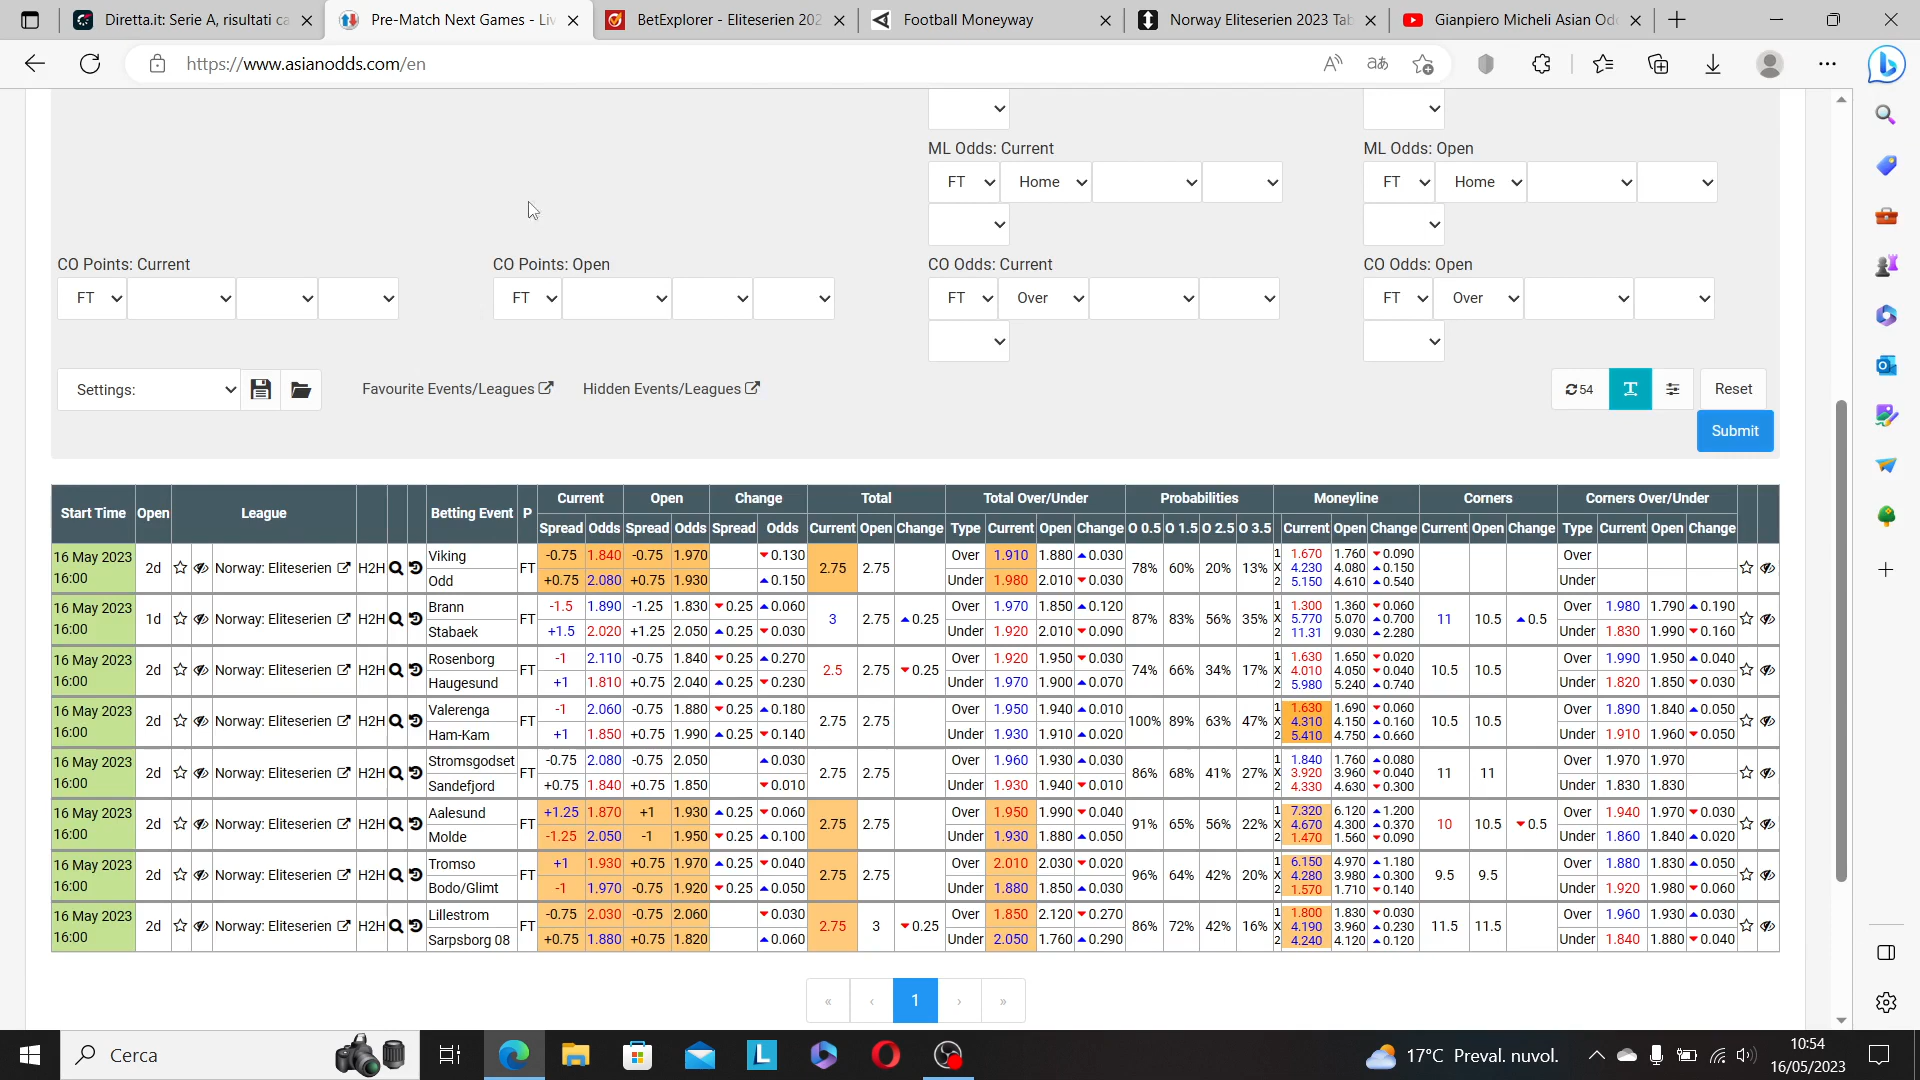 Diretta.it: Serie A, risultati ca
Pre-Match Next Games - Liv
BetExplorer - Eliteserien 202
Football Moneyway
Norway Eliteserien 2023 Tab
Gianpiero Micheli Asian Od
https://www.asianodds.com/en
ML Odds: Current
ML Odds: Open
FT Home
FT Home
CO Points: Current
CO Points: Open
CO Odds: Current
CO Odds: Open
FT
FT
FT Over
FT Over
Settings:
Favourite Events/Leagues
Hidden Events/Leagues
54
Reset
Submit
Start Time Open League Betting Event P Current Open Change Total Total Over/Under Probabilities Moneyline Corners Corners Over/Under
Spread Odds Spread Odds Spread Odds Current Open Change Type Current Open Change O 0.5 O 1.5 O 2.5 O 3.5 Current Open Change Current Open Change Type Current Open Change
16 May 2023 16:00 2d Norway: Eliteserien H2H FT 2.75 2.75 78% 60% 20% 13%
Viking -0.75 1.840 -0.75 1.970 0.130 Over 1.910 1.880 0.030 1 1.670 1.760 0.090 Over
X 4.230 4.080 0.150
Odd +0.75 2.080 +0.75 1.930 0.150 Under 1.980 2.010 0.030 2 5.150 4.610 0.540 Under
16 May 2023 16:00 1d Norway: Eliteserien H2H FT 3 2.75 0.25 87% 83% 56% 35% 11 10.5 0.5
Brann -1.5 1.890 -1.25 1.830 0.25 0.060 Over 1.970 1.850 0.120 1 1.300 1.360 0.060 Over 1.980 1.790 0.190
X 5.770 5.070 0.700
Stabaek +1.5 2.020 +1.25 2.050 0.25 0.030 Under 1.920 2.010 0.090 2 11.31 9.030 2.280 Under 1.830 1.990 0.160
16 May 2023 16:00 2d Norway: Eliteserien H2H FT 2.5 2.75 0.25 74% 66% 34% 17% 10.5 10.5
Rosenborg -1 2.110 -0.75 1.840 0.25 0.270 Over 1.920 1.950 0.030 1 1.630 1.650 0.020 Over 1.990 1.950 0.040
X 4.010 4.050 0.040
Haugesund +1 1.810 +0.75 2.040 0.25 0.230 Under 1.970 1.900 0.070 2 5.980 5.240 0.740 Under 1.820 1.850 0.030
16 May 2023 16:00 2d Norway: Eliteserien H2H FT 2.75 2.75 100% 89% 63% 47% 10.5 10.5
Valerenga -1 2.060 -0.75 1.880 0.25 0.180 Over 1.950 1.940 0.010 1 1.630 1.690 0.060 Over 1.890 1.840 0.050
X 4.310 4.150 0.160
Ham-Kam +1 1.850 +0.75 1.990 0.25 0.140 Under 1.930 1.910 0.020 2 5.410 4.750 0.660 Under 1.910 1.960 0.050
16 May 2023 16:00 2d Norway: Eliteserien H2H FT 2.75 2.75 86% 68% 41% 27% 11 11
Stromsgodset -0.75 2.080 -0.75 2.050 0.030 Over 1.960 1.930 0.030 1 1.840 1.760 0.080 Over 1.970 1.970
X 3.920 3.960 0.040
Sandefjord +0.75 1.840 +0.75 1.850 0.010 Under 1.930 1.940 0.010 2 4.330 4.630 0.300 Under 1.830 1.830
16 May 2023 16:00 2d Norway: Eliteserien H2H FT 2.75 2.75 91% 65% 56% 22% 10 10.5 0.5
Aalesund +1.25 1.870 +1 1.930 0.25 0.060 Over 1.950 1.990 0.040 1 7.320 6.120 1.200 Over 1.940 1.970 0.030
X 4.670 4.300 0.370
Molde -1.25 2.050 -1 1.950 0.25 0.100 Under 1.930 1.880 0.050 2 1.470 1.560 0.090 Under 1.860 1.840 0.020
16 May 2023 16:00 2d Norway: Eliteserien H2H FT 2.75 2.75 96% 64% 42% 20% 9.5 9.5
Tromso +1 1.930 +0.75 1.970 0.25 0.040 Over 2.010 2.030 0.020 1 6.150 4.970 1.180 Over 1.880 1.830 0.050
X 4.280 3.980 0.300
Bodo/Glimt -1 1.970 -0.75 1.920 0.25 0.050 Under 1.880 1.850 0.030 2 1.570 1.710 0.140 Under 1.920 1.980 0.060
16 May 2023 16:00 2d Norway: Eliteserien H2H FT 2.75 3 0.25 86% 72% 42% 16% 11.5 11.5
Lillestrom -0.75 2.030 -0.75 2.060 0.030 Over 1.850 2.120 0.270 1 1.800 1.830 0.030 Over 1.960 1.930 0.030
X 4.190 3.960 0.230
Sarpsborg 08 +0.75 1.880 +0.75 1.820 0.060 Under 2.050 1.760 0.290 2 4.240 4.120 0.120 Under 1.840 1.880 0.040
« ‹ 1 › »
Cerca
17°C Preval. nuvol.
10:54
16/05/2023